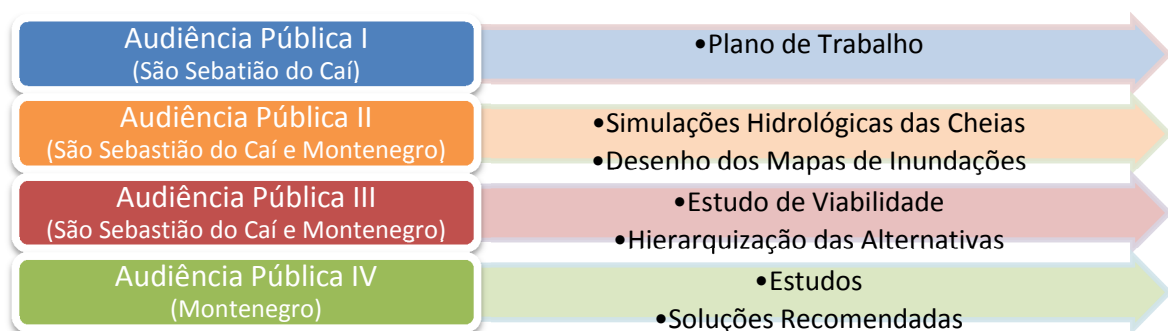 Audiência Pública I
(São Sebatião do Caí)
•Plano de Trabalho
Audiência Pública II
(São Sebastião do Caí e Montenegro)
•Simulações Hidrológicas das Cheias
•Desenho dos Mapas de Inundações
Audiência Pública III
(São Sebastião do Caí e Montenegro)
•Estudo de Viabilidade
•Hierarquização das Alternativas
Audiência Pública IV
(Montenegro)
•Estudos
•Soluções Recomendadas